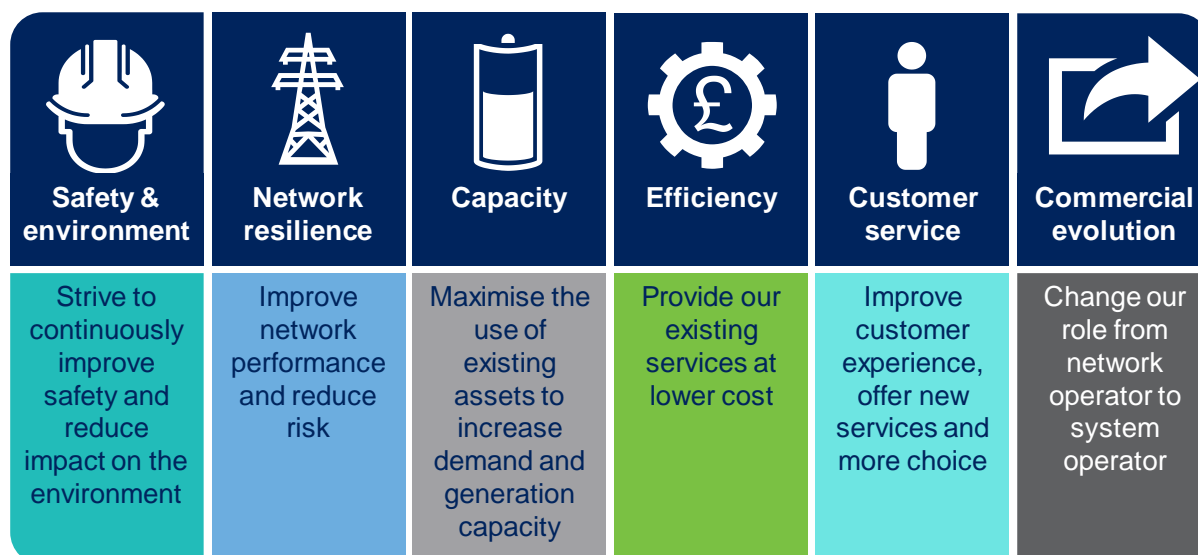 £
Safety &
environment
Network
resilience
Capacity
Efficiency
Customer
service
Commercial
evolution
Strive to
continuously
improve
safety and
reduce
impact on the
environment
Improve
network
performance
and reduce
risk
Maximise the
use of
existing
assets to
increase
demand and
generation
capacity
Provide our
existing
services at
lower cost
Improve
customer
experience,
offer new
services and
more choice
Change our
role from
network
operator to
system
operator